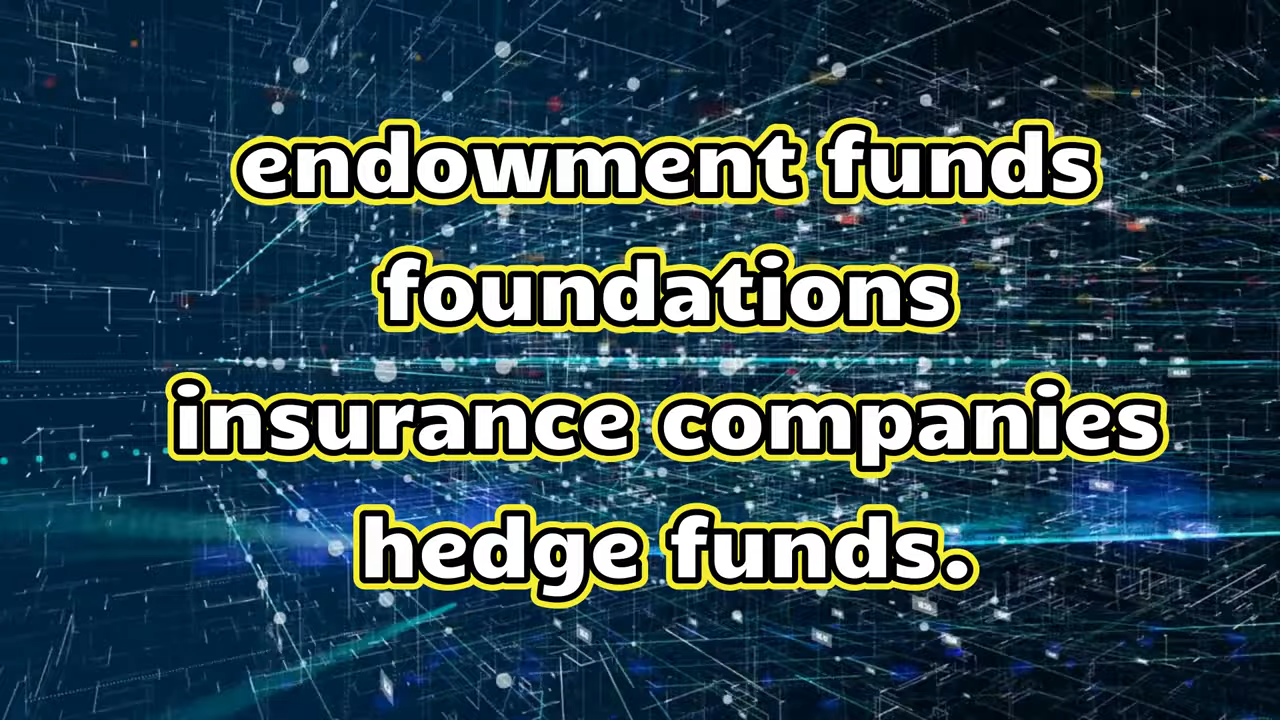 endowment funds
foundations
insurance companies
hedge funds.